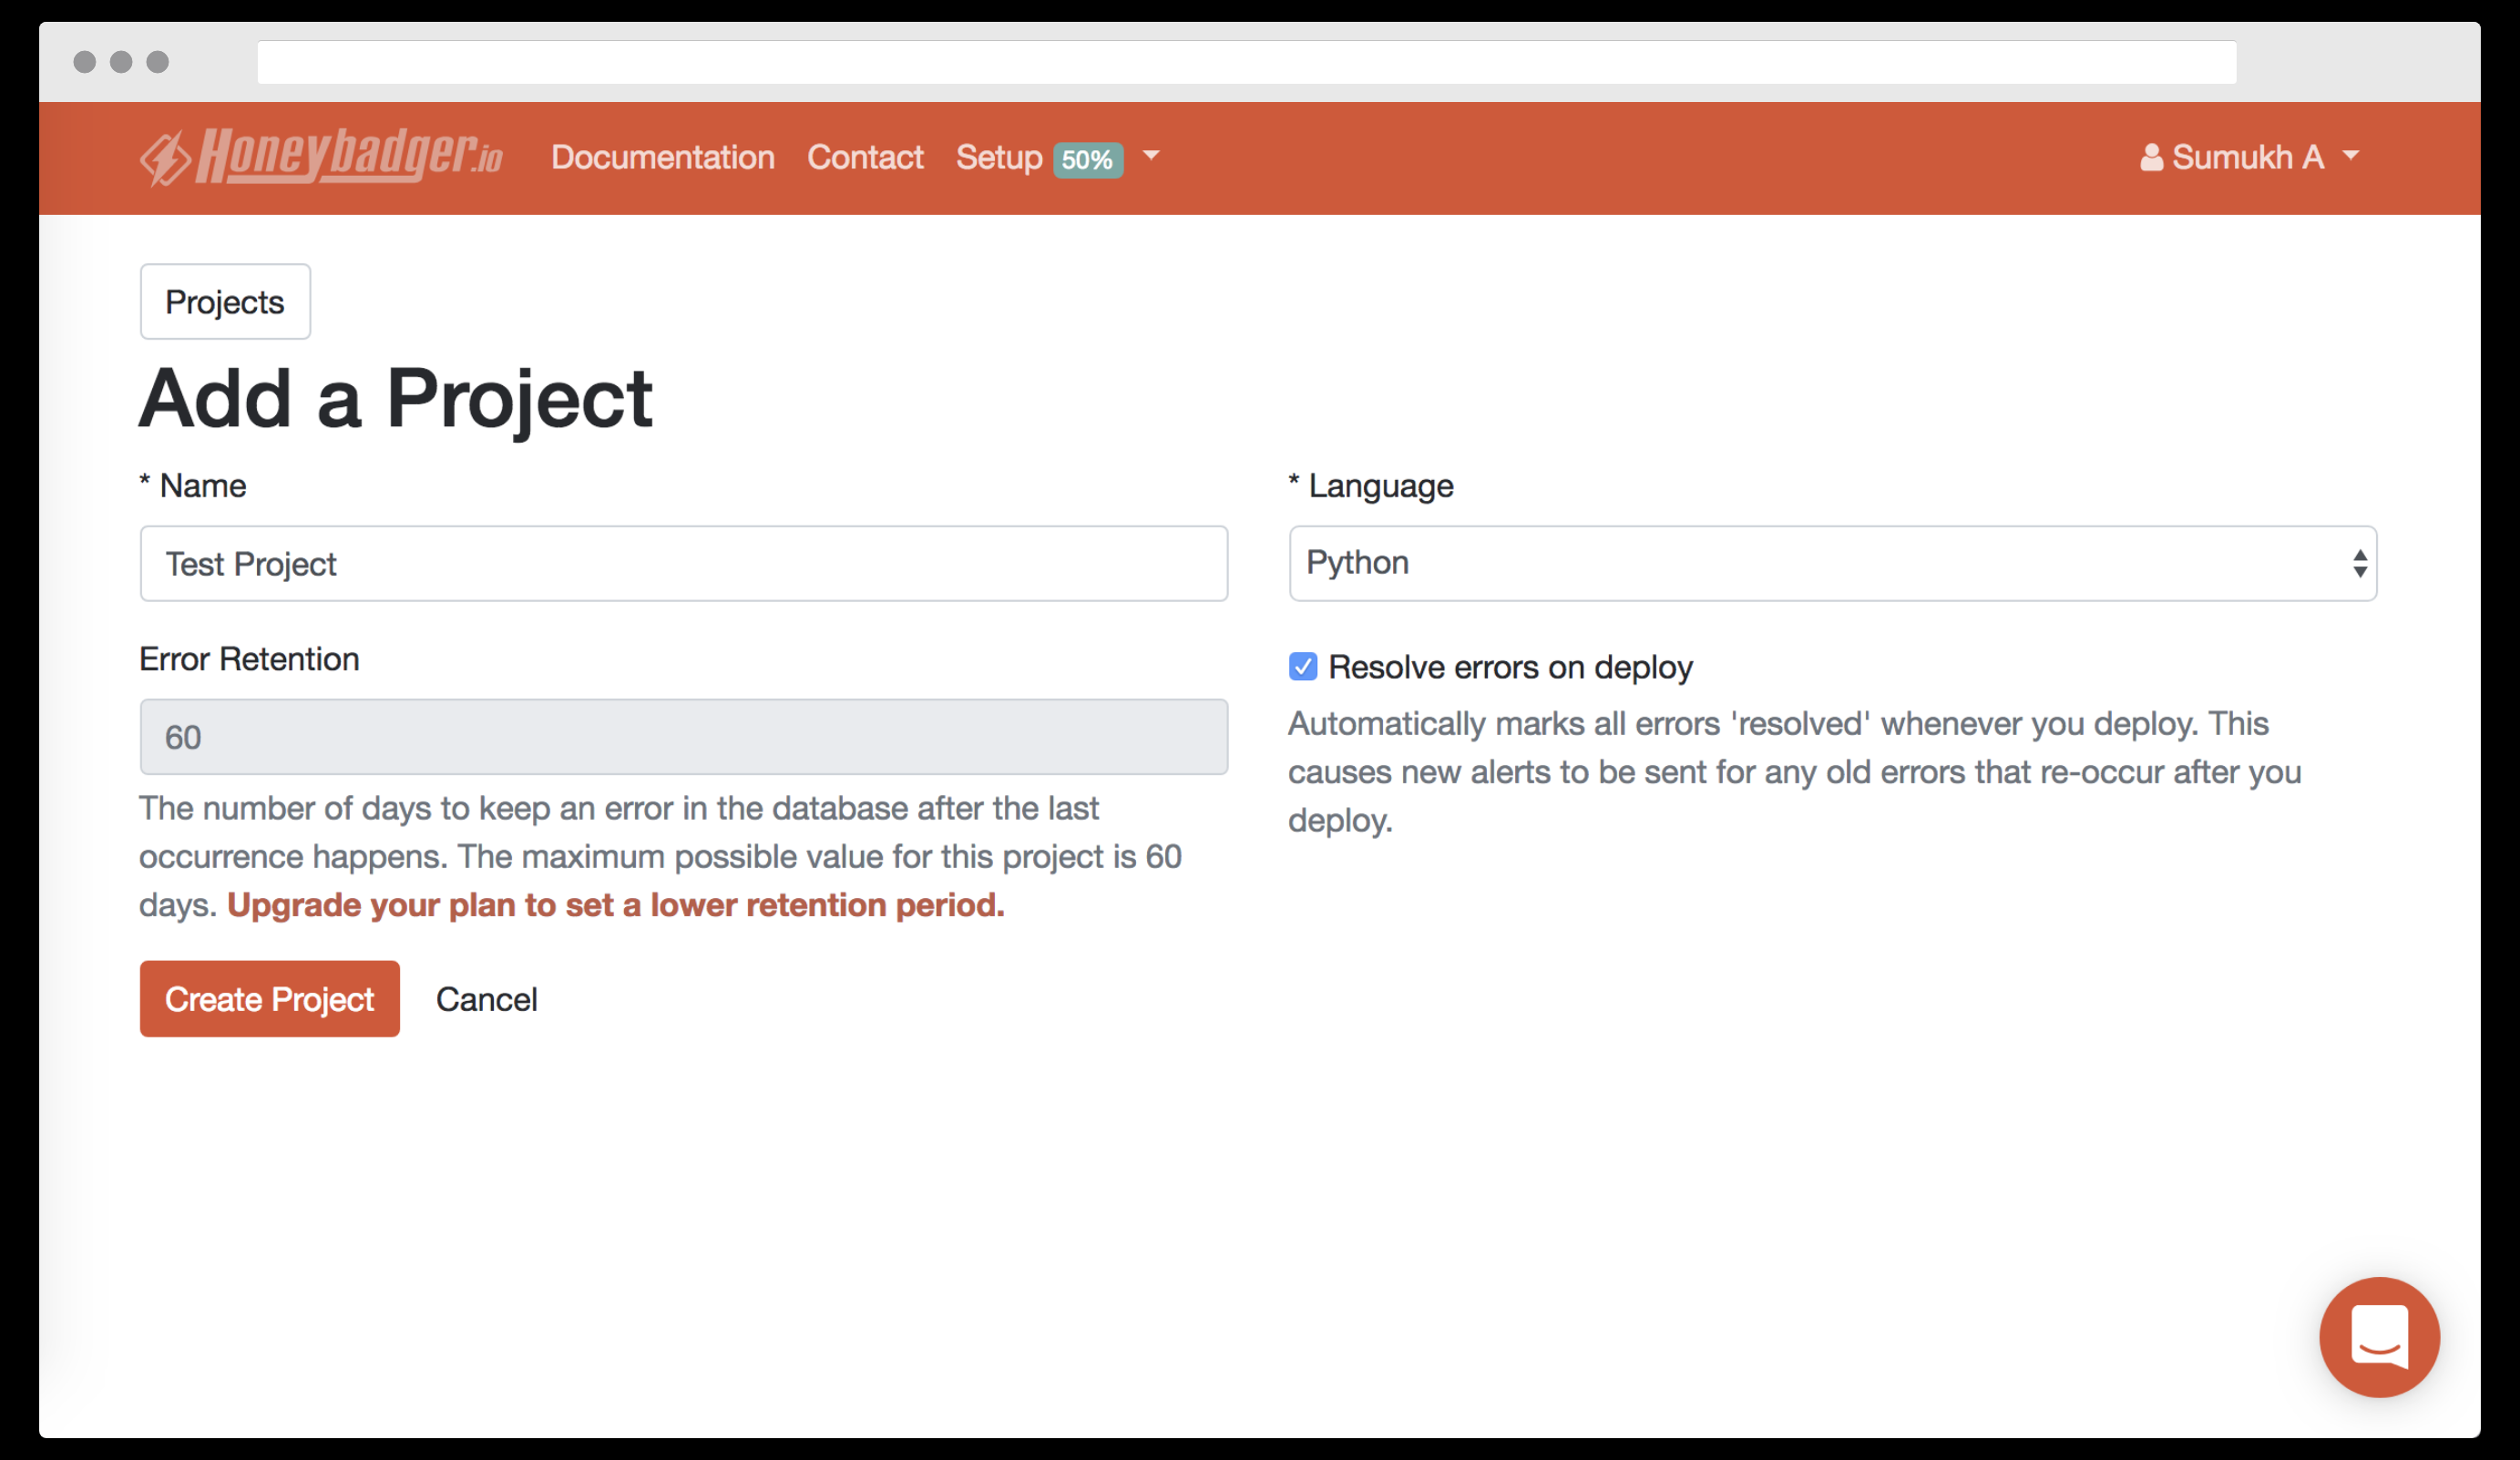 Honeybadger.io Documentation Contact Setup 50% Sumukh A
Projects
Add a Project
* Name
Test Project
* Language
Python
Error Retention
60
The number of days to keep an error in the database after the last
occurrence happens. The maximum possible value for this project is 60
days. Upgrade your plan to set a lower retention period.
Resolve errors on deploy
Automatically marks all errors 'resolved' whenever you deploy. This
causes new alerts to be sent for any old errors that re-occur after you
deploy.
Create Project Cancel